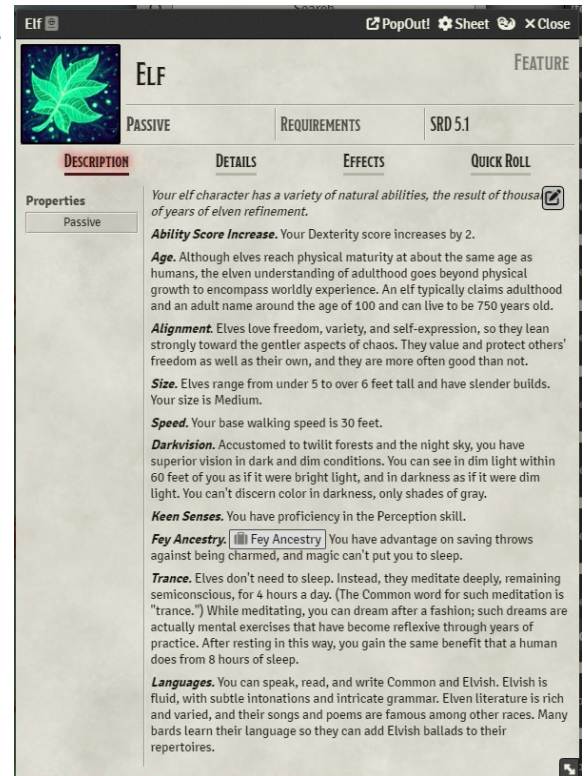 Elf
PopOut! Sheet Close
ELF
FEATURE
PASSIVE
REQUIREMENTS
SRD 5.1
DESCRIPTION
DETAILS
EFFECTS
QUICK ROLL
Properties
Passive
Your elf character has a variety of natural abilities, the result of
of years of elven refinement.
Ability Score Increase. Your Dexterity score increases by 2.
Age. Although elves reach physical maturity at about the same age as
humans, the elven understanding of adulthood goes beyond physical
growth to encompass worldly experience. An elf typically claims adulthood
and an adult name around the age of 100 and can live to be 750 years old.
Alignment. Elves love freedom, variety, and self-expression, so they lean
strongly toward the gentler aspects of chaos. They value and protect others'
freedom as well as their own, and they are more often good than not.
Size. Elves range from under 5 to over 6 feet tall and have slender builds.
Your size is Medium.
Speed. Your base walking speed is 30 feet.
Darkvision. Accustomed to twilit forests and the night sky, you have
superior vision in dark and dim conditions. You can see in dim light within
60 feet of you as if it were bright light, and in darkness as if it were dim
light. You can't discern color in darkness, only shades of gray.
Keen Senses. You have proficiency in the Perception skill.
Fey Ancestry. Fey Ancestry You have advantage on saving throws
against being charmed, and magic can't put you to sleep.
Trance. Elves don't need to sleep. Instead, they meditate deeply, remaining
semiconscious, for 4 hours a day. (The Common word for such meditation is
"trance.") While meditating, you can dream after a fashion; such dreams are
actually mental exercises that have become reflexive through years of
practice. After resting in this way, you gain the same benefit that a human
does from 8 hours of sleep.
Languages. You can speak, read, and write Common and Elvish. Elvish is
fluid, with subtle intonations and intricate grammar. Elven literature is rich
and varied, and their songs and poems are famous among other races. Many
bards learn their language so they can add Elvish ballads to their
repertoires.